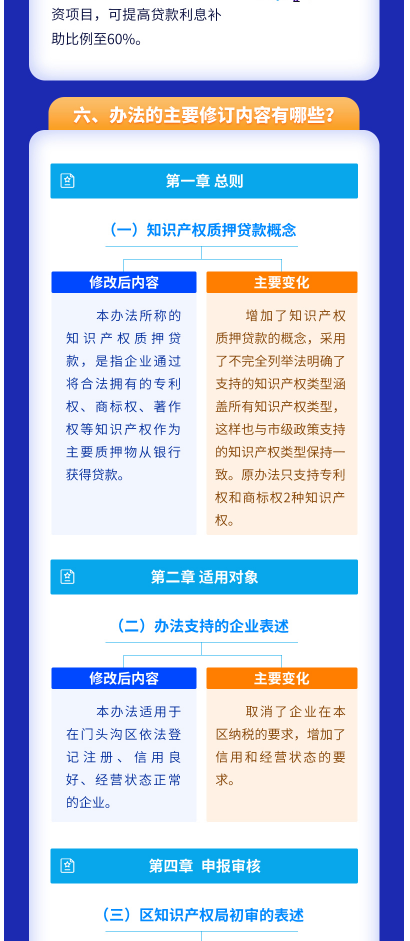 资项目，可提高贷款利息补
助比例至60%。
六、办法的主要修订内容有哪些？
第一章 总则
（一）知识产权质押贷款概念
修改后内容
本办法所称的
知识产权质押贷
款，是指企业通过
将合法拥有的专利
权、商标权、著作
权等知识产权作为
主要质押物从银行
获得贷款。
主要变化
增加了知识产权
质押贷款的概念，采用
了不完全列举法明确了
支持的知识产权类型涵
盖所有知识产权类型，
这样也与市级政策支持
的知识产权类型保持一
致。原办法只支持专利
权和商标权2种知识产
权。
第二章 适用对象
（二）办法支持的企业表述
修改后内容
本办法适用于
在门头沟区依法登
记注册、信用良
好、经营状态正常
的企业。
主要变化
取消了企业在本
区纳税的要求，增加了
信用和经营状态的要
求。
第四章 申报审核
（三）区知识产权局初审的表述